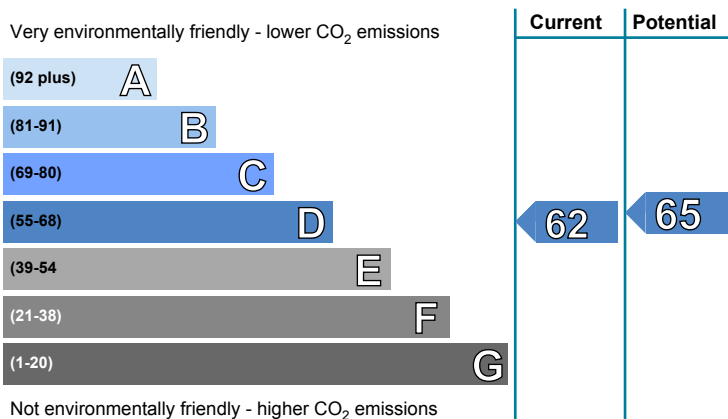 Current Potential
Very environmentally friendly - lower CO2 emissions
(92 plus) A
(81-91) B
(69-80) C
(55-68) D
62
65
(39-54 E
(21-38) F
(1-20) G
Not environmentally friendly - higher CO2 emissions